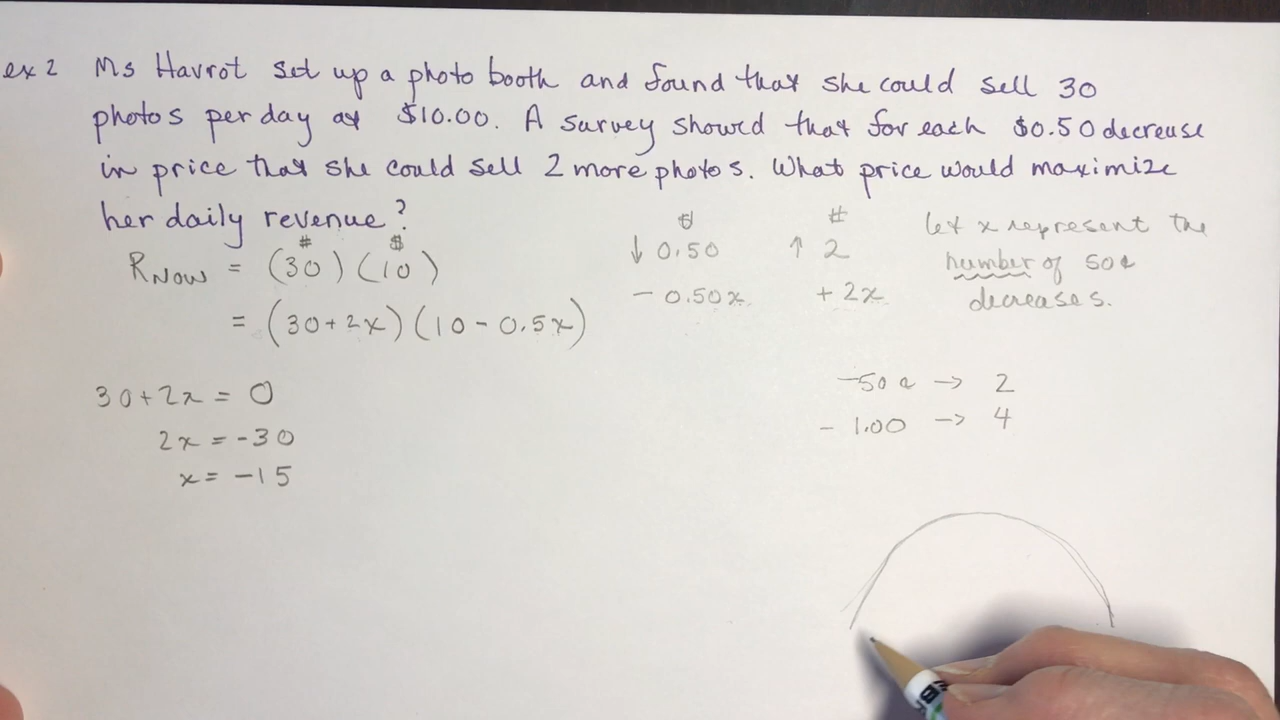 ex 2 Ms Havrot set up a photo booth and found that she could sell 30
photos per day at $10.00. A survey showed that for each $0.50 decrease
in price that she could sell 2 more photos. What price would maximize
her daily revenue?
# $
R NOW = (30)(10)
= (30+2x)(10-0.5x)
$ #
↓ 0.50 ↑ 2
- 0.50x + 2x
let x represent the
number of 50¢
decreases.
30+2x = 0
2x = -30
x = -15
-50¢ -> 2
- 1.00 -> 4